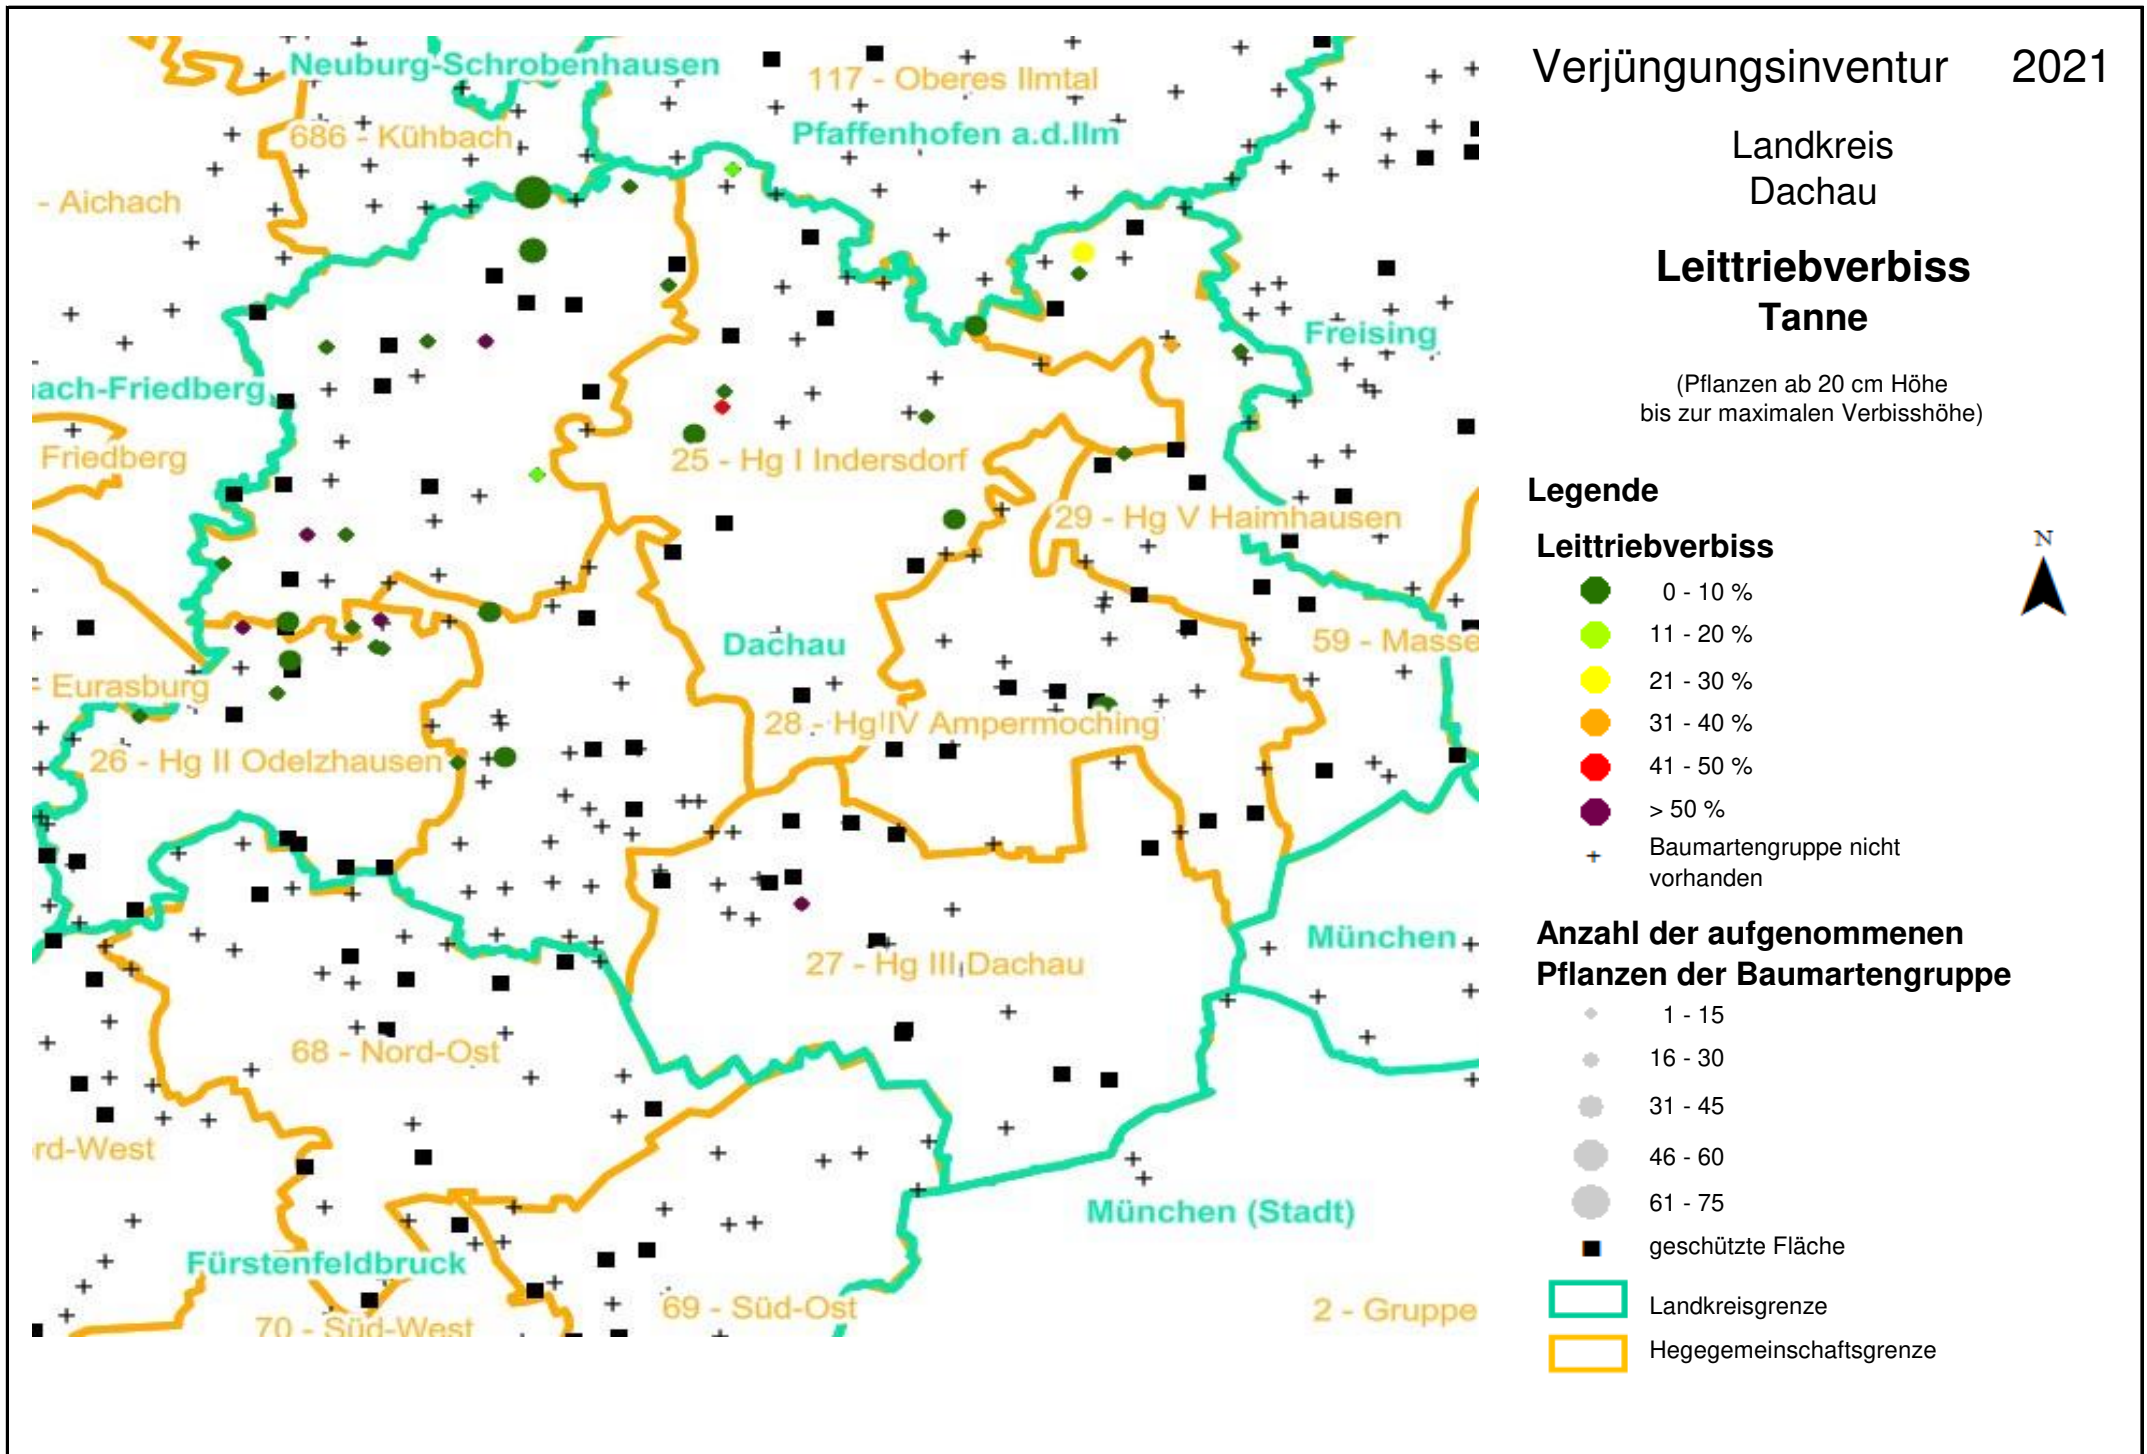 Verjüngungsinventur 2021
Landkreis
Dachau
Leittriebverbiss
Tanne
(Pflanzen ab 20 cm Höhe
bis zur maximalen Verbisshöhe)
Legende
Leittriebverbiss
0 - 10 %
11 - 20 %
21 - 30 %
31 - 40 %
41 - 50 %
> 50 %
Baumartengruppe nicht
vorhanden
N
Anzahl der aufgenommenen
Pflanzen der Baumartengruppe
1 - 15
16 - 30
31 - 45
46 - 60
61 - 75
geschützte Fläche
Landkreisgrenze
Hegegemeinschaftsgrenze
Neuburg-Schrobenhausen
117 - Oberes Ilmtal
686 - Kühbach
Pfaffenhofen a.d.Ilm
- Aichach
Freising
ach-Friedberg
Friedberg
25 - Hg I Indersdorf
29 - Hg V Haimhausen
Dachau
59 - Masse
- Eurasburg
28 - Hg IV Ampermoching
26 - Hg II Odelzhausen
München
27 - Hg III Dachau
68 - Nord-Ost
rd-West
München (Stadt)
Fürstenfeldbruck
69 - Süd-Ost
2 - Gruppe
70 - Süd-West